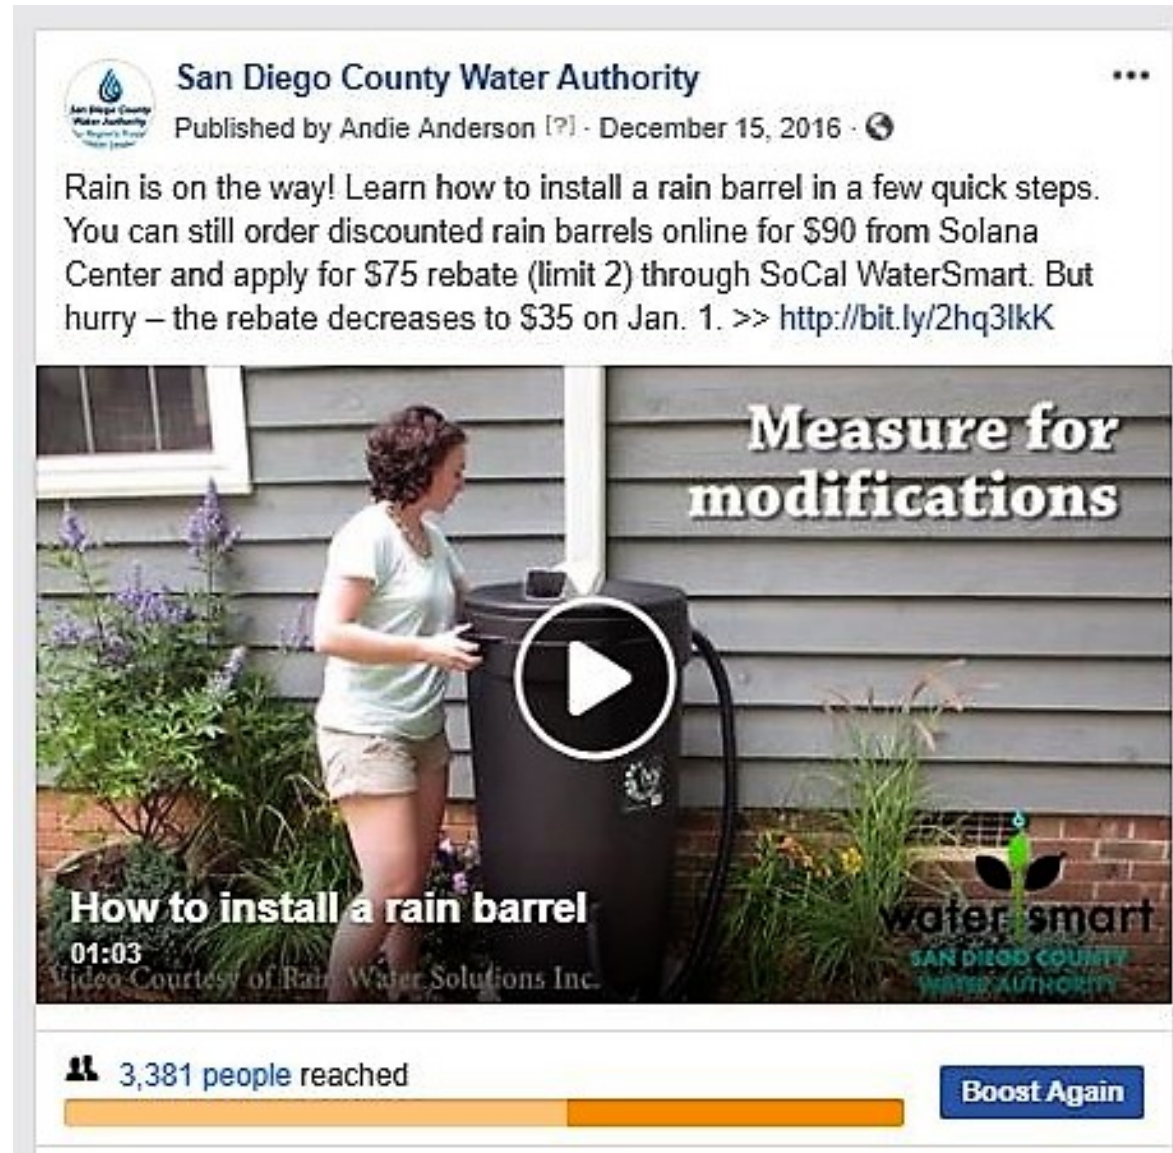 San Diego County Water Authority
Published by Andie Anderson [?] · December 15, 2016 ·
Rain is on the way! Learn how to install a rain barrel in a few quick steps.
You can still order discounted rain barrels online for $90 from Solana
Center and apply for $75 rebate (limit 2) through SoCal WaterSmart. But
hurry – the rebate decreases to $35 on Jan. 1. >> http://bit.ly/2hq3lkK
Measure for
modifications
How to install a rain barrel
01:03
Video Courtesy of Rain Water Solutions Inc.
water smart
SAN DIEGO COUNTY
WATER AUTHORITY
3,381 people reached
Boost Again